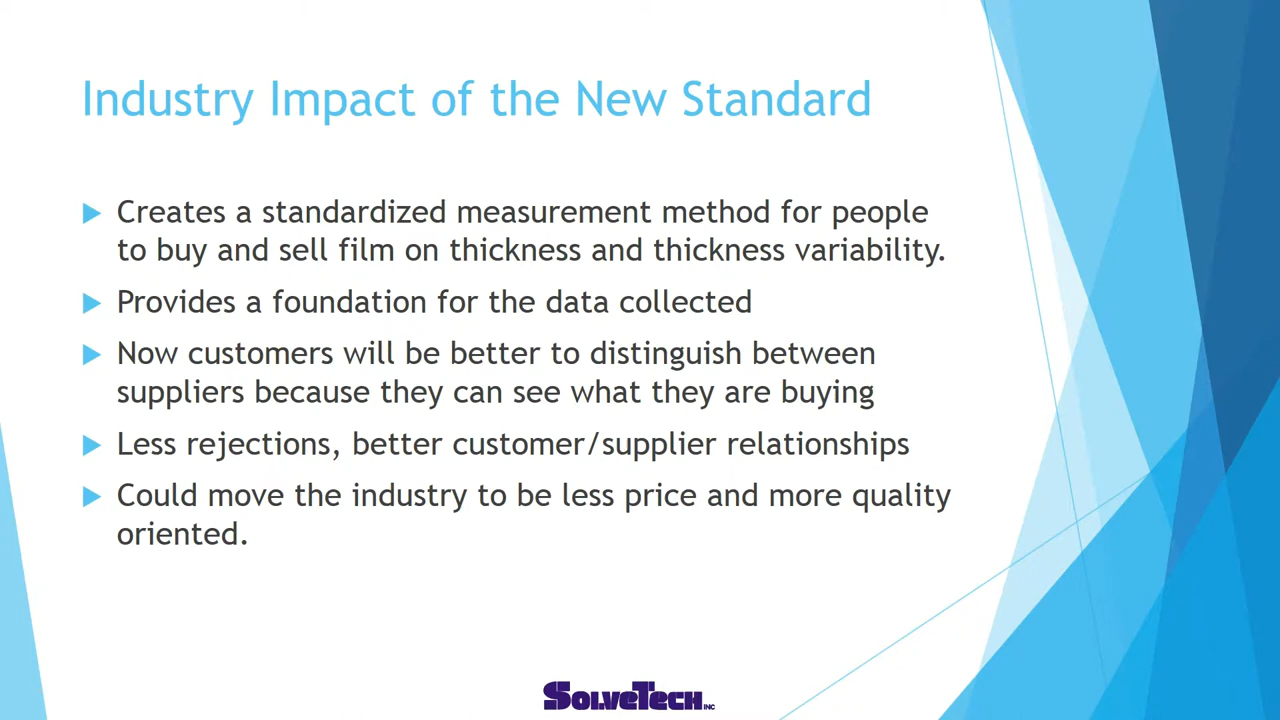 Industry Impact of the New Standard
Creates a standardized measurement method for people
to buy and sell film on thickness and thickness variability.
Provides a foundation for the data collected
Now customers will be better to distinguish between
suppliers because they can see what they are buying
Less rejections, better customer/supplier relationships
Could move the industry to be less price and more quality
oriented.
SOLVETECH INC